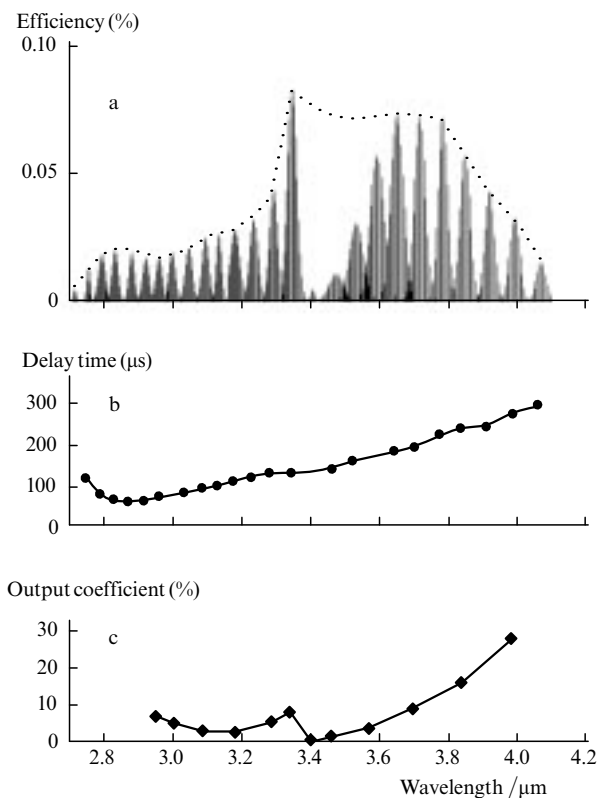 Efficiency (%)
0.10
a
0.05
0
Delay time (μs)
300
b
200
100
0
Output coefficient (%)
30
c
20
10
0
2.8 3.0 3.2 3.4 3.6 3.8 4.0 4.2
Wavelength /μm